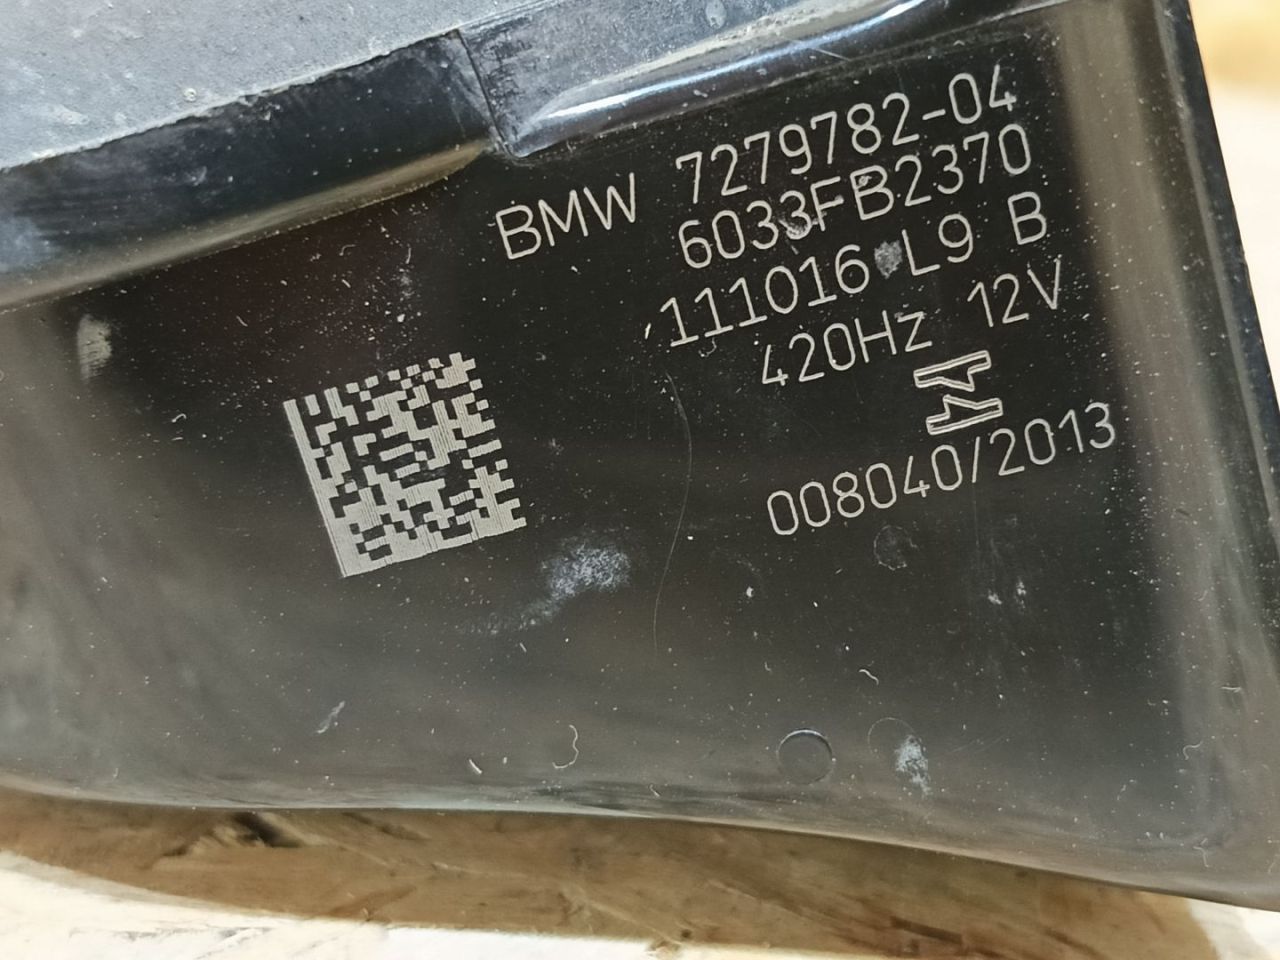 BMW 7279782-04
6033FB2370
111016 L9 B
420Hz 12V
008040/2013